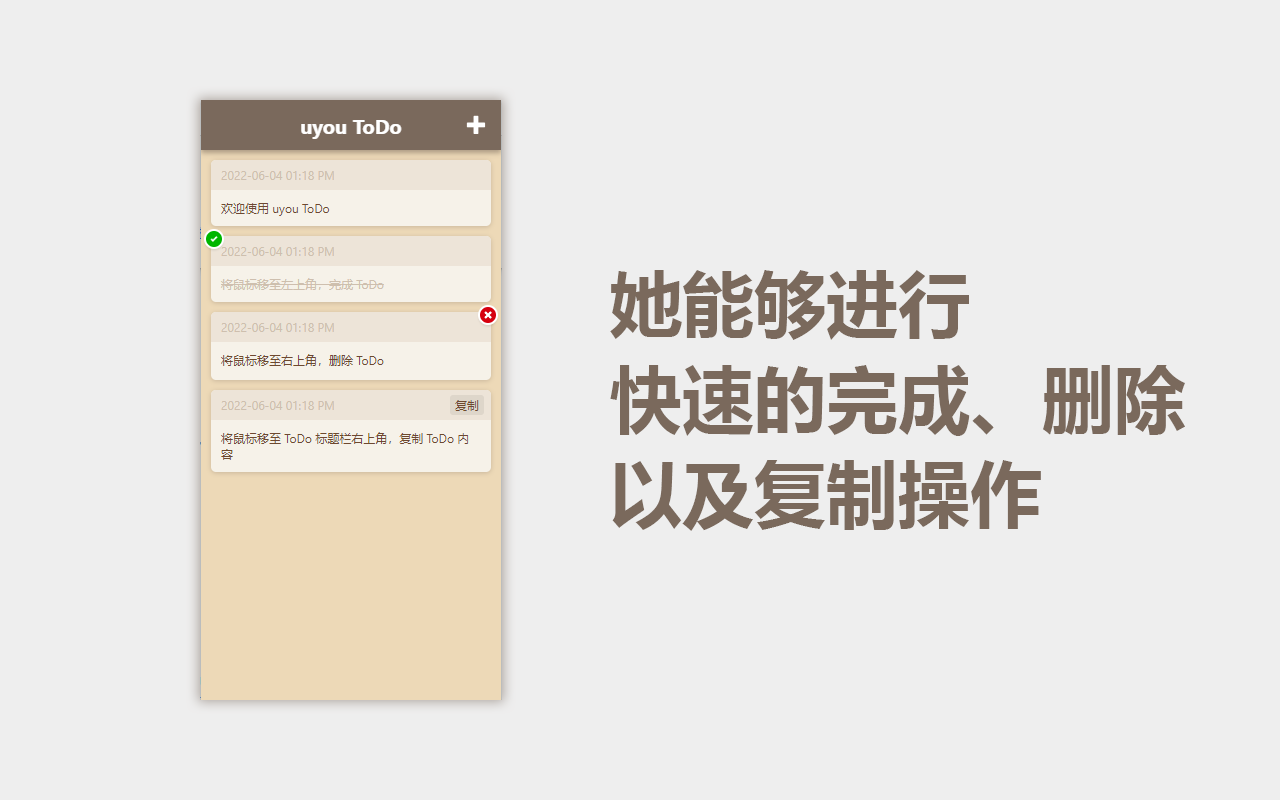 uyou ToDo
2022-06-04 01:18 PM
欢迎使用 uyou ToDo
2022-06-04 01:18 PM
将鼠标移至左上角，完成 ToDo
2022-06-04 01:18 PM
将鼠标移至右上角，删除 ToDo
2022-06-04 01:18 PM
复制
将鼠标移至 ToDo 标题栏右上角，复制 ToDo 内
容
她能够进行
快速的完成、删除
以及复制操作